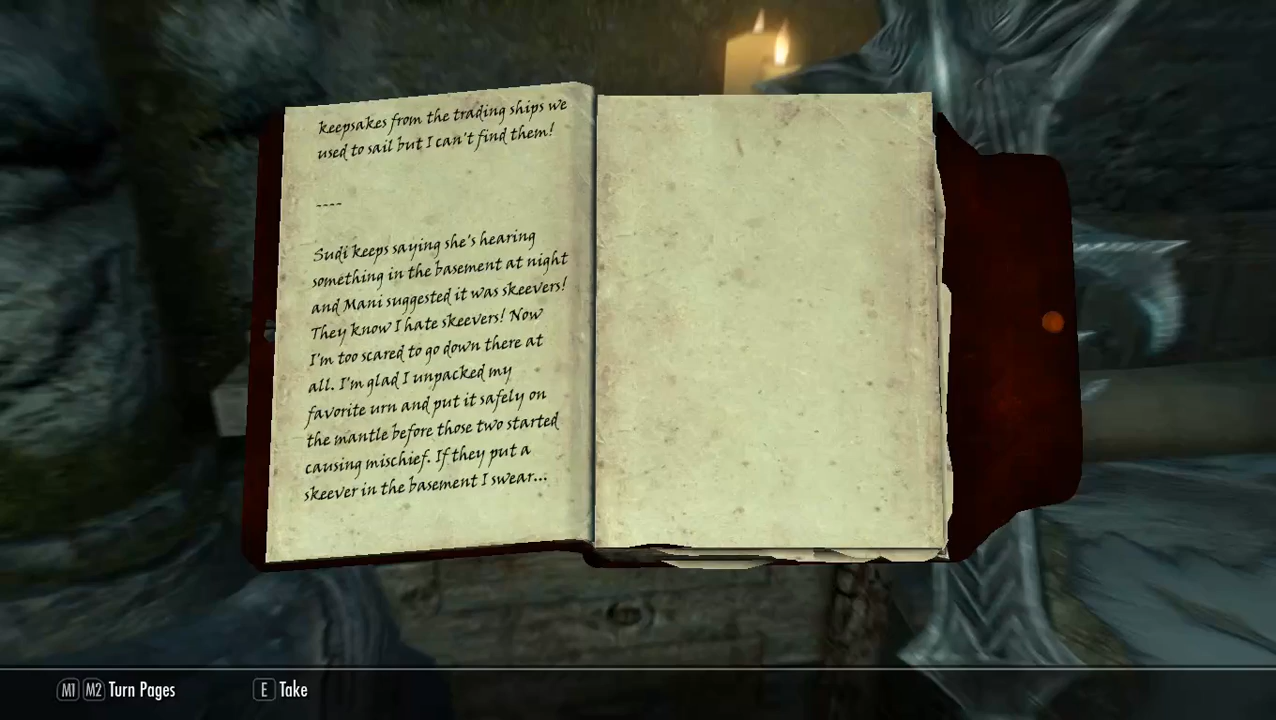 keepsakes from the trading ships we
used to sail but I can't find them!
----
Sudi keeps saying she's hearing
something in the basement at night
and Mani suggested it was skeevers!
They know I hate skeevers! Now
I'm too scared to go down there at
all. I'm glad I unpacked my
favorite urn and put it safely on
the mantle before those two started
causing mischief. If they put a
skeever in the basement I swear...
M1 M2 Turn Pages E Take